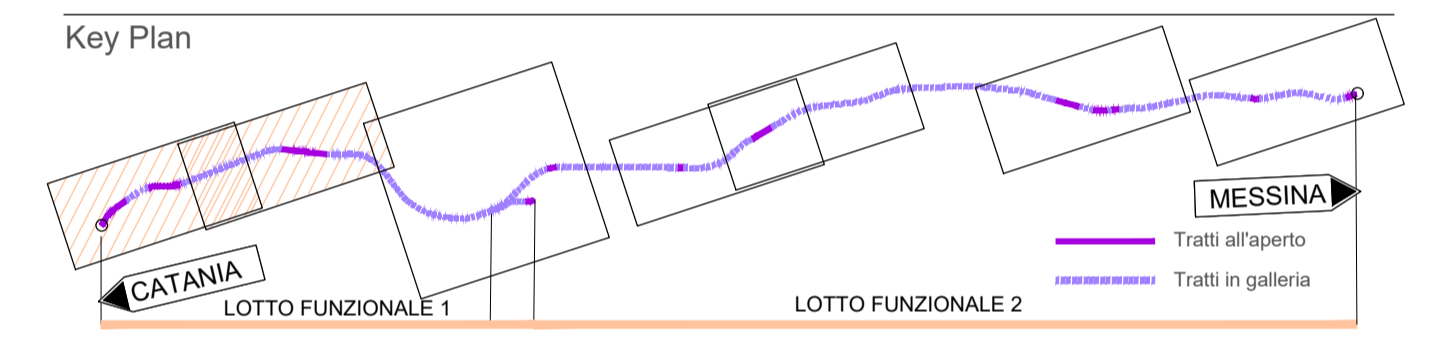 Key Plan
MESSINA
Tratti all'aperto
CATANIA
Tratti in galleria
LOTTO FUNZIONALE 1
LOTTO FUNZIONALE 2